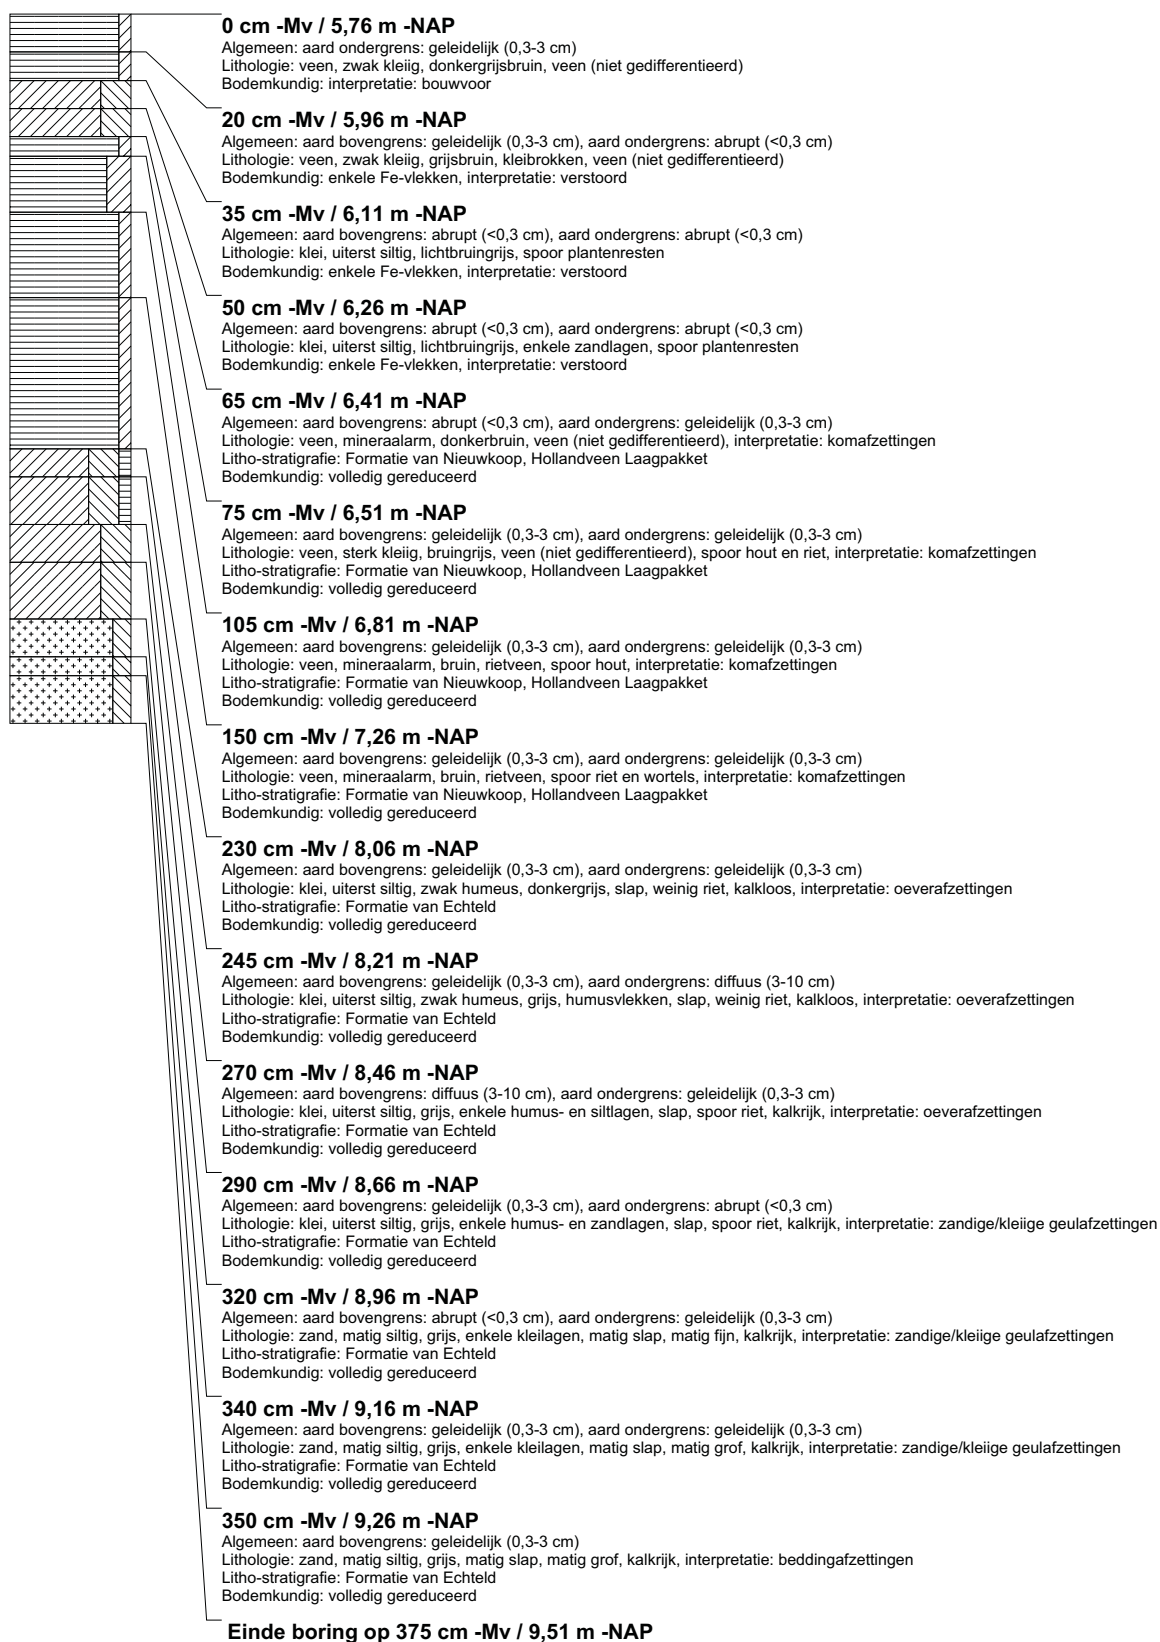 0 cm -Mv / 5,76 m -NAP
Algemeen: aard ondergrens: geleidelijk (0,3-3 cm)
Lithologie: veen, zwak kleiig, donkergrijsbruin, veen (niet gedifferentieerd)
Bodemkundig: interpretatie: bouwvoor
20 cm -Mv / 5,96 m -NAP
Algemeen: aard bovengrens: geleidelijk (0,3-3 cm), aard ondergrens: abrupt (<0,3 cm)
Lithologie: veen, zwak kleiig, grijsbruin, kleibrokken, veen (niet gedifferentieerd)
Bodemkundig: enkele Fe-vlekken, interpretatie: verstoord
35 cm -Mv / 6,11 m -NAP
Algemeen: aard bovengrens: abrupt (<0,3 cm), aard ondergrens: abrupt (<0,3 cm)
Lithologie: klei, uiterst siltig, lichtbruingrijs, spoor plantenresten
Bodemkundig: enkele Fe-vlekken, interpretatie: verstoord
50 cm -Mv / 6,26 m -NAP
Algemeen: aard bovengrens: abrupt (<0,3 cm), aard ondergrens: abrupt (<0,3 cm)
Lithologie: klei, uiterst siltig, lichtbruingrijs, enkele zandlagen, spoor plantenresten
Bodemkundig: enkele Fe-vlekken, interpretatie: verstoord
65 cm -Mv / 6,41 m -NAP
Algemeen: aard bovengrens: abrupt (<0,3 cm), aard ondergrens: geleidelijk (0,3-3 cm)
Lithologie: veen, mineraalarm, donkerbruin, veen (niet gedifferentieerd), interpretatie: komafzettingen
Litho-stratigrafie: Formatie van Nieuwkoop, Hollandveen Laagpakket
Bodemkundig: volledig gereduceerd
75 cm -Mv / 6,51 m -NAP
Algemeen: aard bovengrens: geleidelijk (0,3-3 cm), aard ondergrens: geleidelijk (0,3-3 cm)
Lithologie: veen, sterk kleiig, bruingrijs, veen (niet gedifferentieerd), spoor hout en riet, interpretatie: komafzettingen
Litho-stratigrafie: Formatie van Nieuwkoop, Hollandveen Laagpakket
Bodemkundig: volledig gereduceerd
105 cm -Mv / 6,81 m -NAP
Algemeen: aard bovengrens: geleidelijk (0,3-3 cm), aard ondergrens: geleidelijk (0,3-3 cm)
Lithologie: veen, mineraalarm, bruin, rietveen, spoor hout, interpretatie: komafzettingen
Litho-stratigrafie: Formatie van Nieuwkoop, Hollandveen Laagpakket
Bodemkundig: volledig gereduceerd
150 cm -Mv / 7,26 m -NAP
Algemeen: aard bovengrens: geleidelijk (0,3-3 cm), aard ondergrens: geleidelijk (0,3-3 cm)
Lithologie: veen, mineraalarm, bruin, rietveen, spoor riet en wortels, interpretatie: komafzettingen
Litho-stratigrafie: Formatie van Nieuwkoop, Hollandveen Laagpakket
Bodemkundig: volledig gereduceerd
230 cm -Mv / 8,06 m -NAP
Algemeen: aard bovengrens: geleidelijk (0,3-3 cm), aard ondergrens: geleidelijk (0,3-3 cm)
Lithologie: klei, uiterst siltig, zwak humeus, donkergrijs, slap, weinig riet, kalkloos, interpretatie: oeverafzettingen
Litho-stratigrafie: Formatie van Echteld
Bodemkundig: volledig gereduceerd
245 cm -Mv / 8,21 m -NAP
Algemeen: aard bovengrens: geleidelijk (0,3-3 cm), aard ondergrens: diffuus (3-10 cm)
Lithologie: klei, uiterst siltig, zwak humeus, grijs, humusvlekken, slap, weinig riet, kalkloos, interpretatie: oeverafzettingen
Litho-stratigrafie: Formatie van Echteld
Bodemkundig: volledig gereduceerd
270 cm -Mv / 8,46 m -NAP
Algemeen: aard bovengrens: diffuus (3-10 cm), aard ondergrens: geleidelijk (0,3-3 cm)
Lithologie: klei, uiterst siltig, grijs, enkele humus- en siltlagen, slap, spoor riet, kalkrijk, interpretatie: oeverafzettingen
Litho-stratigrafie: Formatie van Echteld
Bodemkundig: volledig gereduceerd
290 cm -Mv / 8,66 m -NAP
Algemeen: aard bovengrens: geleidelijk (0,3-3 cm), aard ondergrens: abrupt (<0,3 cm)
Lithologie: klei, uiterst siltig, grijs, enkele humus- en zandlagen, slap, spoor riet, kalkrijk, interpretatie: zandige/kleiige geulafzettingen
Litho-stratigrafie: Formatie van Echteld
Bodemkundig: volledig gereduceerd
320 cm -Mv / 8,96 m -NAP
Algemeen: aard bovengrens: abrupt (<0,3 cm), aard ondergrens: geleidelijk (0,3-3 cm)
Lithologie: zand, matig siltig, grijs, enkele kleilagen, matig slap, matig fijn, kalkrijk, interpretatie: zandige/kleiige geulafzettingen
Litho-stratigrafie: Formatie van Echteld
Bodemkundig: volledig gereduceerd
340 cm -Mv / 9,16 m -NAP
Algemeen: aard bovengrens: geleidelijk (0,3-3 cm), aard ondergrens: geleidelijk (0,3-3 cm)
Lithologie: zand, matig siltig, grijs, enkele kleilagen, matig slap, matig grof, kalkrijk, interpretatie: zandige/kleiige geulafzettingen
Litho-stratigrafie: Formatie van Echteld
Bodemkundig: volledig gereduceerd
350 cm -Mv / 9,26 m -NAP
Algemeen: aard bovengrens: geleidelijk (0,3-3 cm)
Lithologie: zand, matig siltig, grijs, matig slap, matig grof, kalkrijk, interpretatie: beddingafzettingen
Litho-stratigrafie: Formatie van Echteld
Bodemkundig: volledig gereduceerd
Einde boring op 375 cm -Mv / 9,51 m -NAP